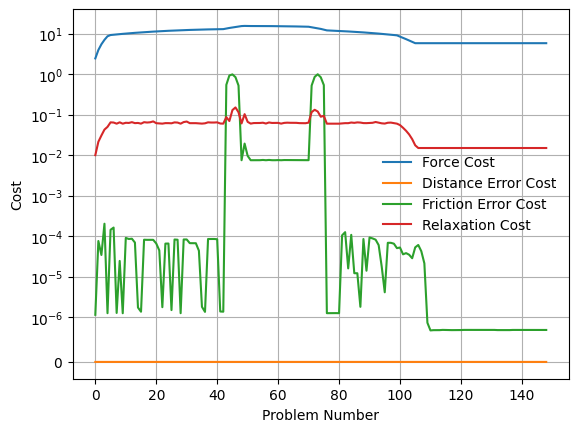 10¹
10⁰
10⁻¹
10⁻²
10⁻³
10⁻⁴
10⁻⁵
10⁻⁶
0
Cost
Force Cost
Distance Error Cost
Friction Error Cost
Relaxation Cost
0 20 40 60 80 100 120 140
Problem Number